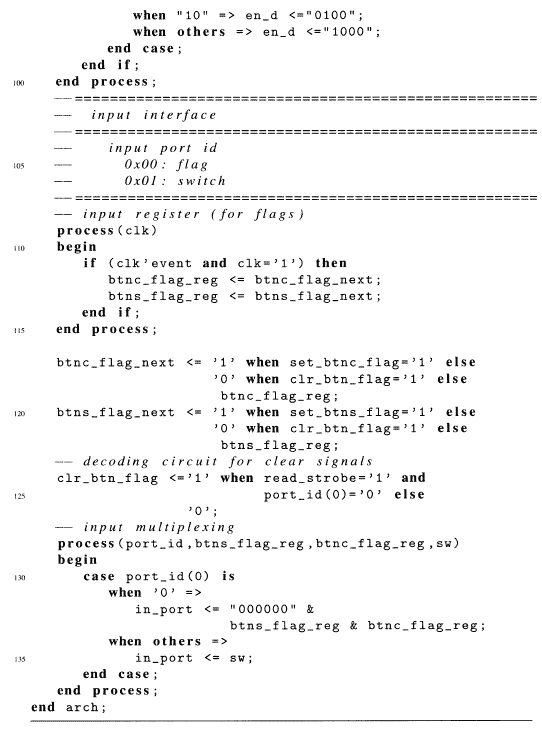 when "10" => en_d <="0100";
            when others => en_d <="1000";
         end case;
      end if;
100   end process;
   —— ======================================================
   ——   input interface
   —— ======================================================
   ——     input port id
105   ——       0x00: flag
   ——       0x01: switch
   —— ======================================================
   —— input register (for flags)
   process(clk)
110   begin
      if (clk'event and clk='1') then
         btnc_flag_reg <= btnc_flag_next;
         btns_flag_reg <= btns_flag_next;
      end if;
115   end process;

   btnc_flag_next <= '1' when set_btnc_flag='1' else
                     '0' when clr_btn_flag='1' else
                      btnc_flag_reg;
120   btns_flag_next <= '1' when set_btns_flag='1' else
                     '0' when clr_btn_flag='1' else
                      btns_flag_reg;
   —— decoding circuit for clear signals
   clr_btn_flag <='1' when read_strobe='1' and
125                           port_id(0)='0' else
                  '0';
   —— input multiplexing
   process(port_id,btns_flag_reg,btnc_flag_reg,sw)
   begin
130      case port_id(0) is
         when '0' =>
            in_port <= "000000" &
                       btns_flag_reg & btnc_flag_reg;
         when others =>
135            in_port <= sw;
      end case;
   end process;
end arch;